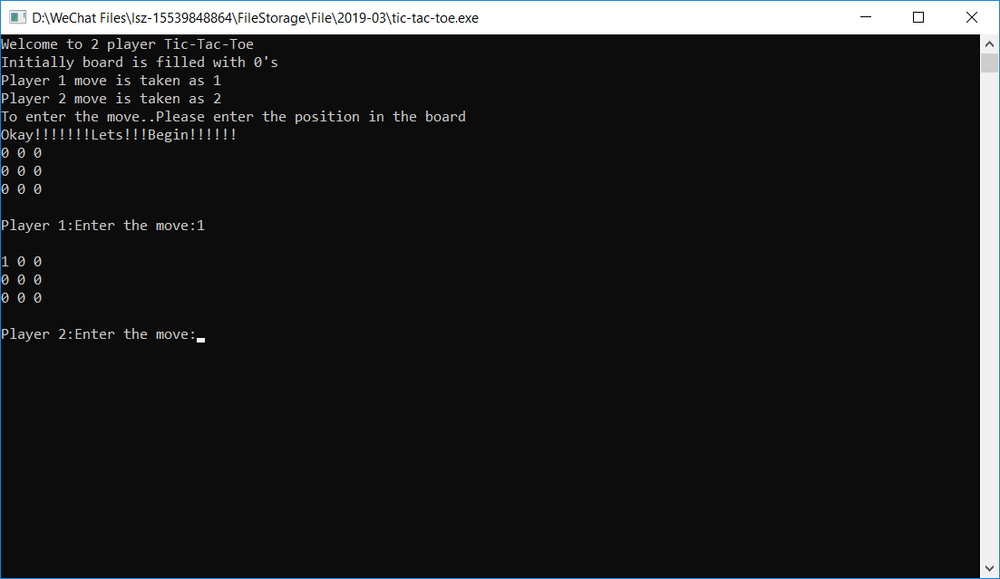 D:\WeChat Files\lsz-15539848864\FileStorage\File\2019-03\tic-tac-toe.exe
Welcome to 2 player Tic-Tac-Toe
Initially board is filled with 0's
Player 1 move is taken as 1
Player 2 move is taken as 2
To enter the move..Please enter the position in the board
Okay!!!!!!!Lets!!!Begin!!!!!!
0 0 0
0 0 0
0 0 0
Player 1:Enter the move:1
1 0 0
0 0 0
0 0 0
Player 2:Enter the move: